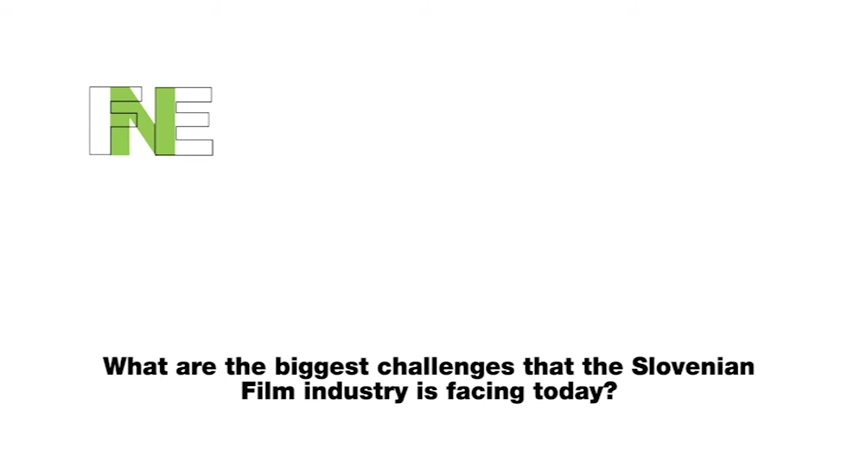 FNE
What are the biggest challenges that the Slovenian
Film industry is facing today?